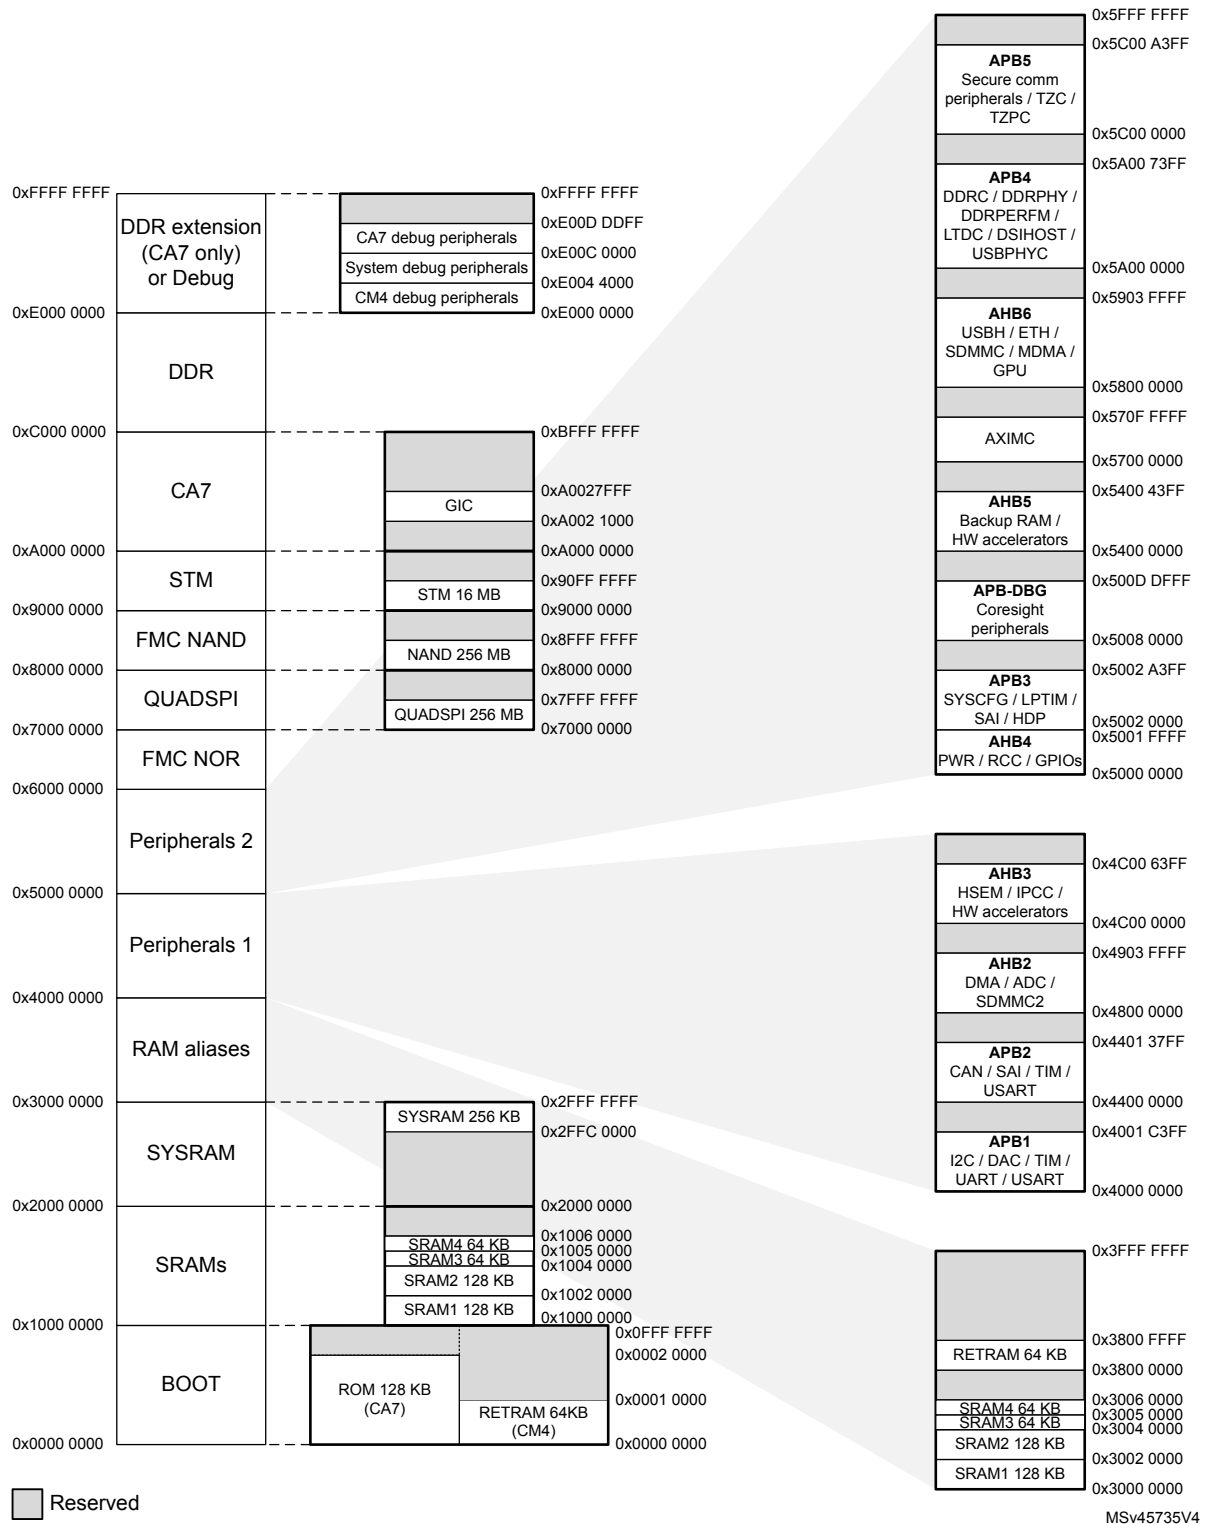 0xFFFF FFFF
DDR extension
(CA7 only)
or Debug
0xE000 0000
DDR
0xC000 0000
CA7
0xA000 0000
STM
0x9000 0000
FMC NAND
0x8000 0000
QUADSPI
0x7000 0000
FMC NOR
0x6000 0000
Peripherals 2
0x5000 0000
Peripherals 1
0x4000 0000
RAM aliases
0x3000 0000
SYSRAM
0x2000 0000
SRAMs
0x1000 0000
BOOT
0x0000 0000
Reserved
0xFFFF FFFF
0xE00D DDFF
CA7 debug peripherals
0xE00C 0000
System debug peripherals
0xE004 4000
CM4 debug peripherals
0xE000 0000
0xBFFF FFFF
0xA0027FFF
GIC
0xA002 1000
0xA000 0000
0x90FF FFFF
STM 16 MB
0x9000 0000
0x8FFF FFFF
NAND 256 MB
0x8000 0000
0x7FFF FFFF
QUADSPI 256 MB
0x7000 0000
0x2FFF FFFF
SYSRAM 256 KB
0x2FFC 0000
0x2000 0000
0x1006 0000
SRAM4 64 KB
0x1005 0000
SRAM3 64 KB
0x1004 0000
SRAM2 128 KB
0x1002 0000
SRAM1 128 KB
0x1000 0000
0x0FFF FFFF
0x0002 0000
ROM 128 KB
(CA7)
0x0001 0000
RETRAM 64KB
(CM4)
0x0000 0000
0x5FFF FFFF
0x5C00 A3FF
APB5
Secure comm
peripherals / TZC /
TZPC
0x5C00 0000
0x5A00 73FF
APB4
DDRC / DDRPHY /
DDRPERFM /
LTDC / DSIHOST /
USBPHYC
0x5A00 0000
0x5903 FFFF
AHB6
USBH / ETH /
SDMMC / MDMA /
GPU
0x5800 0000
0x570F FFFF
AXIMC
0x5700 0000
0x5400 43FF
AHB5
Backup RAM /
HW accelerators
0x5400 0000
0x500D DFFF
APB-DBG
Coresight
peripherals
0x5008 0000
0x5002 A3FF
APB3
SYSCFG / LPTIM /
SAI / HDP
0x5002 0000
0x5001 FFFF
AHB4
PWR / RCC / GPIOs
0x5000 0000
0x4C00 63FF
AHB3
HSEM / IPCC /
HW accelerators
0x4C00 0000
0x4903 FFFF
AHB2
DMA / ADC /
SDMMC2
0x4800 0000
0x4401 37FF
APB2
CAN / SAI / TIM /
USART
0x4400 0000
0x4001 C3FF
APB1
I2C / DAC / TIM /
UART / USART
0x4000 0000
0x3FFF FFFF
0x3800 FFFF
RETRAM 64 KB
0x3800 0000
0x3006 0000
SRAM4 64 KB
0x3005 0000
SRAM3 64 KB
0x3004 0000
SRAM2 128 KB
0x3002 0000
SRAM1 128 KB
0x3000 0000
MSv45735V4